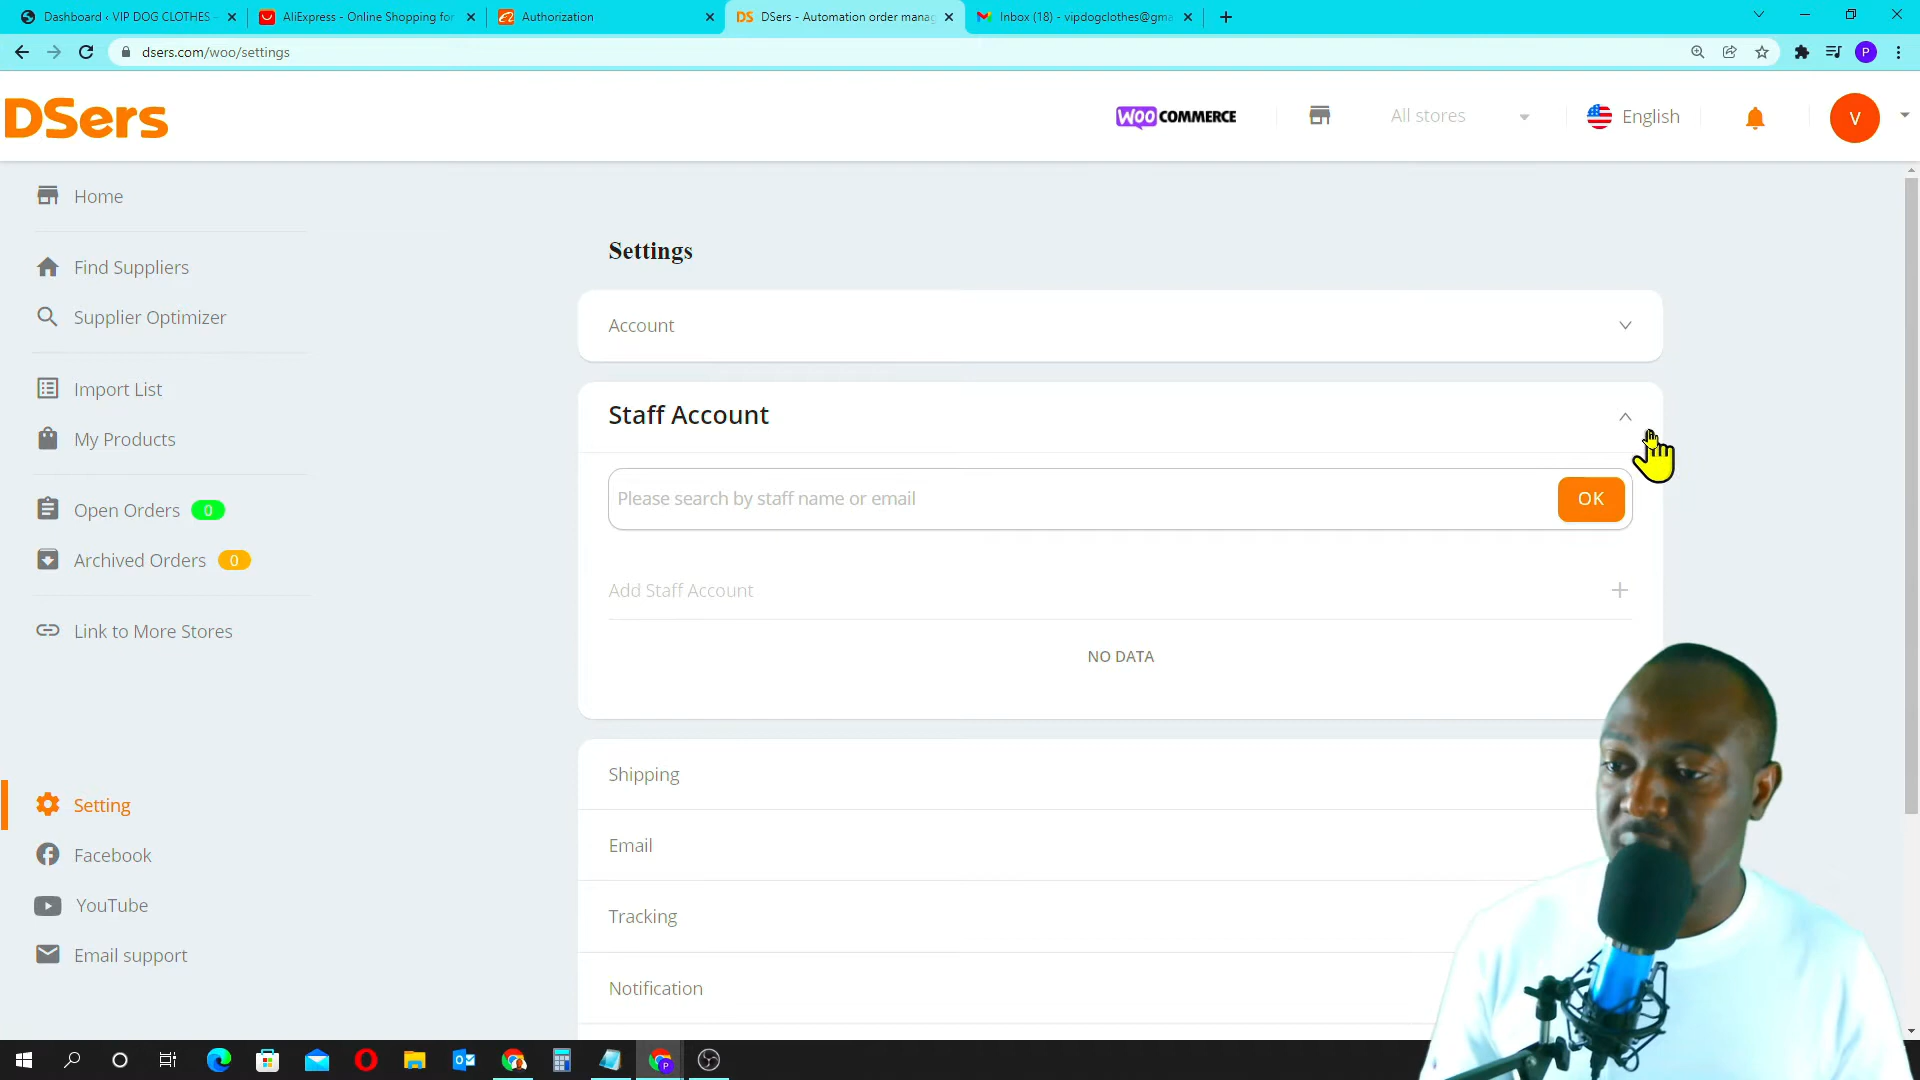 Dashboard ‹ VIP DOG CLOTHES –
AliExpress - Online Shopping for
Authorization
DS DSers - Automation order mana
Inbox (18) - vipdogclothes@gma
dsers.com/woo/settings
P
DSers
WOO COMMERCE
All stores
English
V
Home
Find Suppliers
Supplier Optimizer
Import List
My Products
Open Orders 0
Archived Orders 0
Link to More Stores
Setting
Facebook
YouTube
Email support
Settings
Account
Staff Account
Please search by staff name or email
OK
Add Staff Account
NO DATA
Shipping
Email
Tracking
Notification